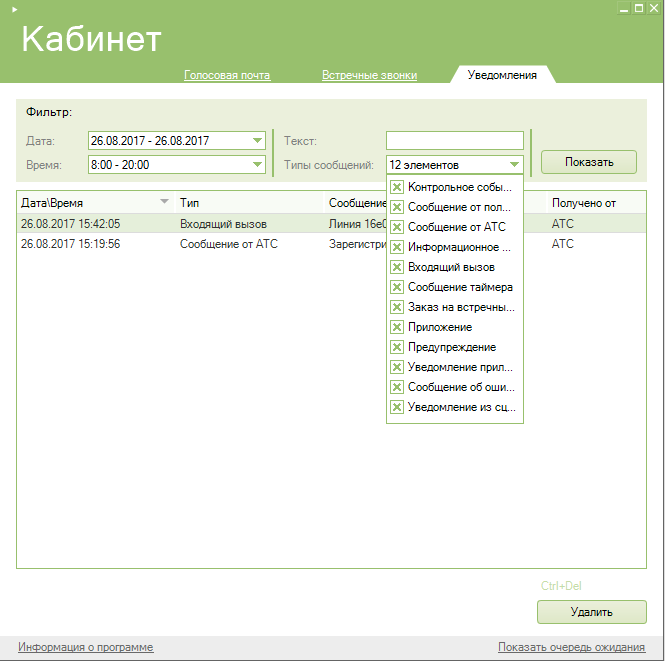 Кабинет
Голосовая почта Встречные звонки Уведомления
Фильтр:
Дата: 26.08.2017 - 26.08.2017 Текст:
Время: 8:00 - 20:00 Типы сообщений: 12 элементов Показать
Контрольное собы...
Сообщение от пол...
Сообщение от АТС
Информационное ...
Входящий вызов
Сообщение таймера
Заказ на встречны...
Приложение
Предупреждение
Уведомление прил...
Сообщение об оши...
Уведомление из сц...
Дата\Время Тип Сообщение Получено от
26.08.2017 15:42:05 Входящий вызов Линия 16e0 АТС
26.08.2017 15:19:56 Сообщение от АТС Зарегистри АТС
Ctrl+Del
Удалить
Информация о программе Показать очередь ожидания